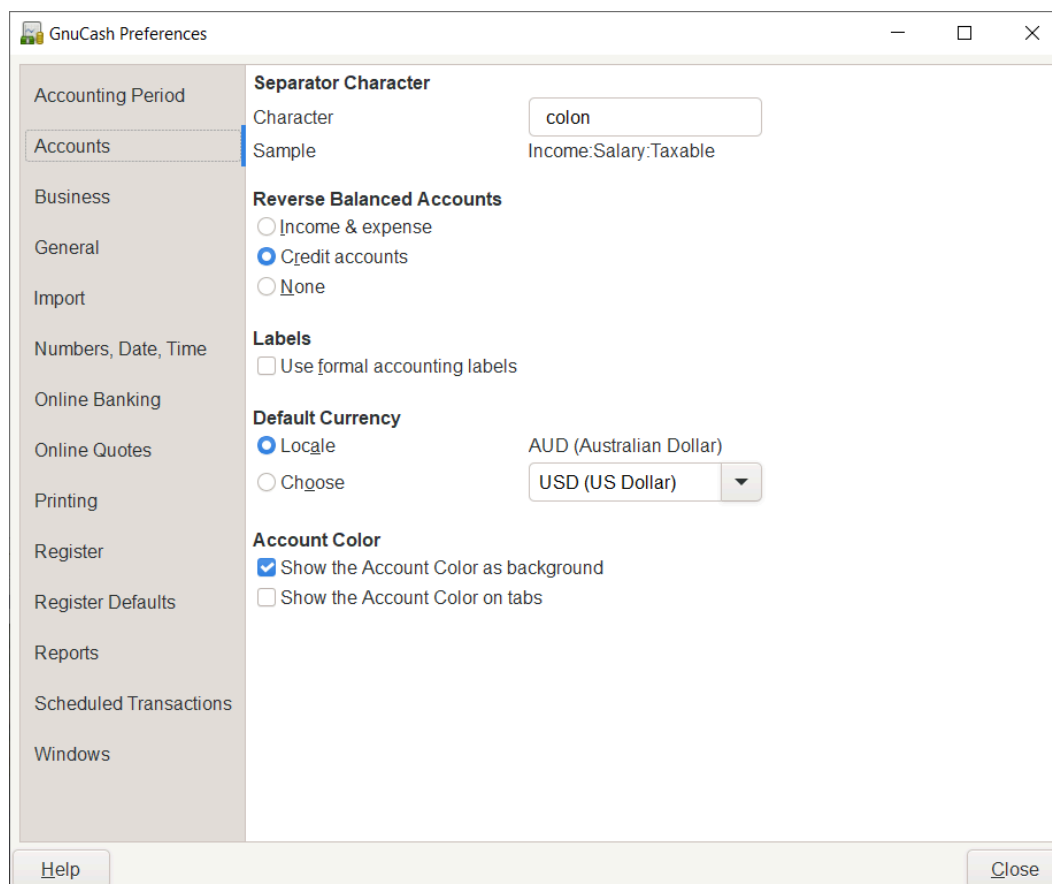 GnuCash Preferences
Accounting Period
Accounts
Business
General
Import
Numbers, Date, Time
Online Banking
Online Quotes
Printing
Register
Register Defaults
Reports
Scheduled Transactions
Windows
Separator Character
Character colon
Sample Income:Salary:Taxable
Reverse Balanced Accounts
Income & expense
Credit accounts
None
Labels
Use formal accounting labels
Default Currency
Locale AUD (Australian Dollar)
Choose USD (US Dollar)
Account Color
Show the Account Color as background
Show the Account Color on tabs
Help Close